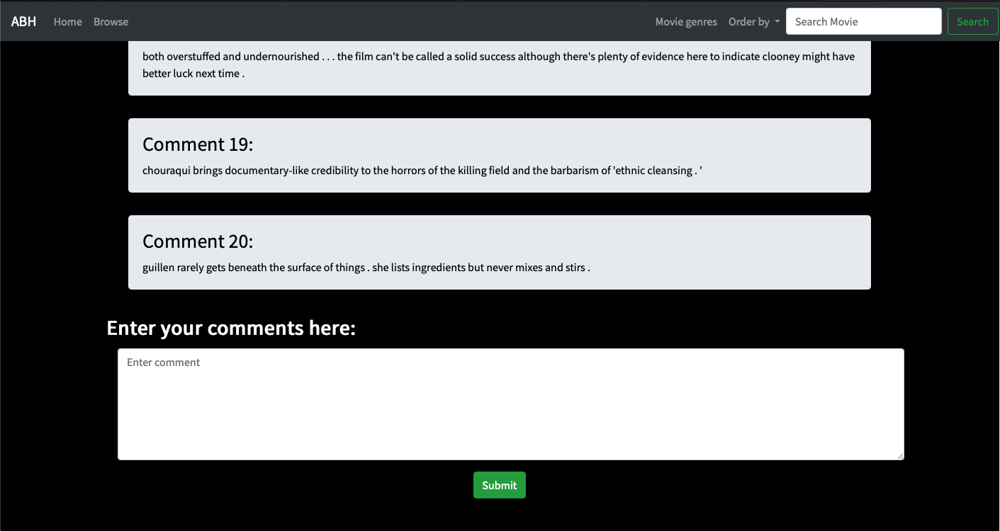 ABH Home Browse Movie genres Order by Search Movie Search
both overstuffed and undernourished . . . the film can't be called a solid success although there's plenty of evidence here to indicate clooney might have
better luck next time .
Comment 19:
chouraqui brings documentary-like credibility to the horrors of the killing field and the barbarism of 'ethnic cleansing . '
Comment 20:
guillen rarely gets beneath the surface of things . she lists ingredients but never mixes and stirs .
Enter your comments here:
Enter comment
Submit